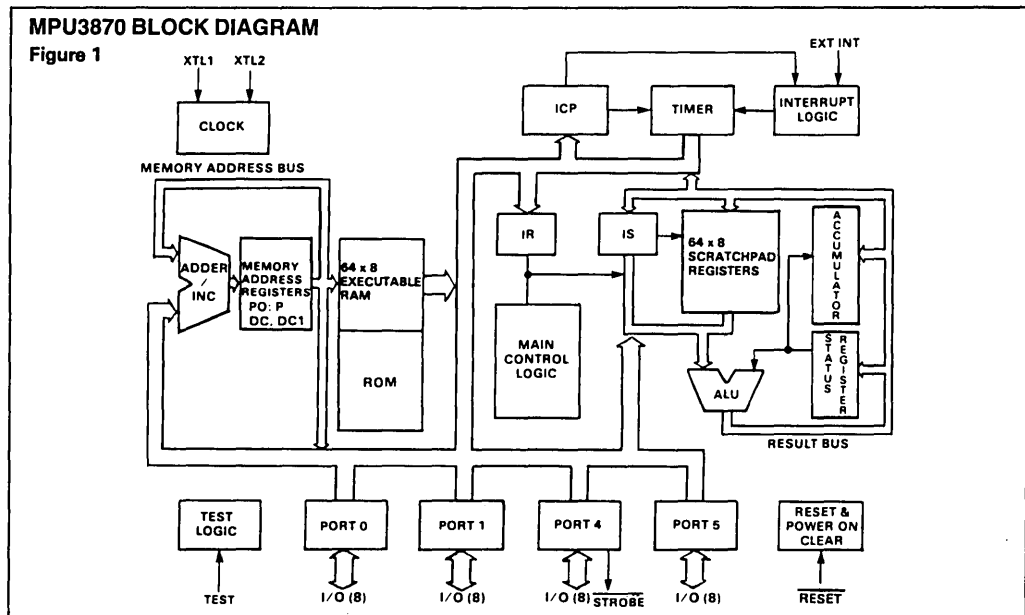 MPU3870 BLOCK DIAGRAM
Figure 1
XTL1 XTL2
EXT INT
CLOCK
ICP
TIMER
INTERRUPT
LOGIC
MEMORY ADDRESS BUS
ADDER
/
INC
MEMORY
ADDRESS
REGISTERS
PO: P
DC, DC1
64 x 8
EXECUTABLE
RAM
ROM
IR
IS
64 x 8
SCRATCHPAD
REGISTERS
ACCUMULATOR
MAIN
CONTROL
LOGIC
ALU
STATUS
REGISTER
RESULT BUS
TEST
LOGIC
PORT 0
PORT 1
PORT 4
PORT 5
RESET &
POWER ON
CLEAR
TEST
I/O (8)
I/O (8)
I/O (8)
STROBE
I/O (8)
RESET